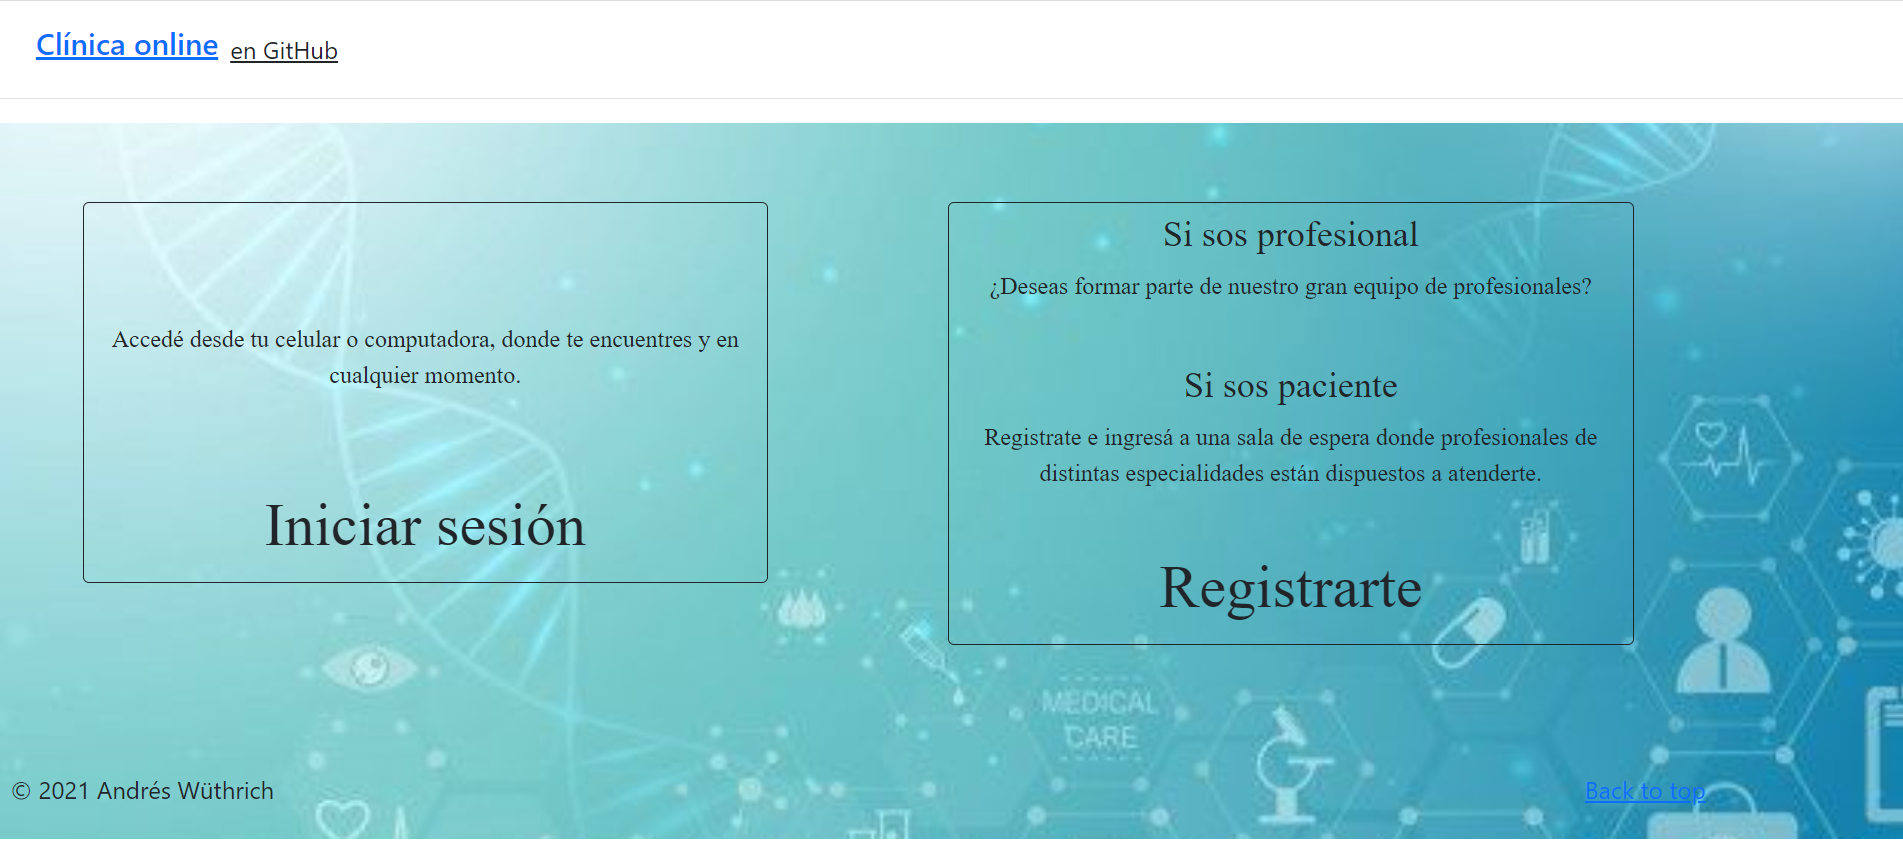 Clínica online en GitHub
Accedé desde tu celular o computadora, donde te encuentres y en
cualquier momento.
Iniciar sesión
Si sos profesional
¿Deseas formar parte de nuestro gran equipo de profesionales?
Si sos paciente
Registrate e ingresá a una sala de espera donde profesionales de
distintas especialidades están dispuestos a atenderte.
Registrarte
MEDICAL
CARE
© 2021 Andrés Wüthrich
Back to top